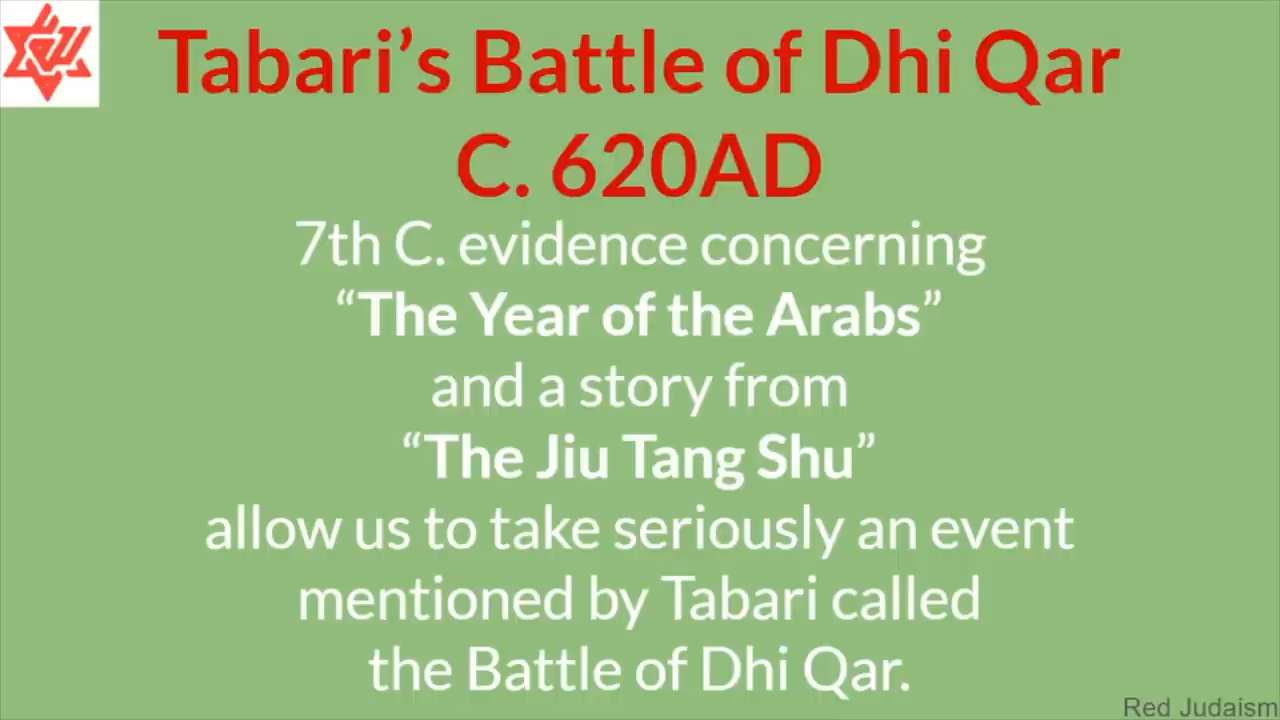 Tabari’s Battle of Dhi Qar
C. 620AD
7th C. evidence concerning
“The Year of the Arabs”
and a story from
“The Jiu Tang Shu”
allow us to take seriously an event
mentioned by Tabari called
the Battle of Dhi Qar.
Red Judaism